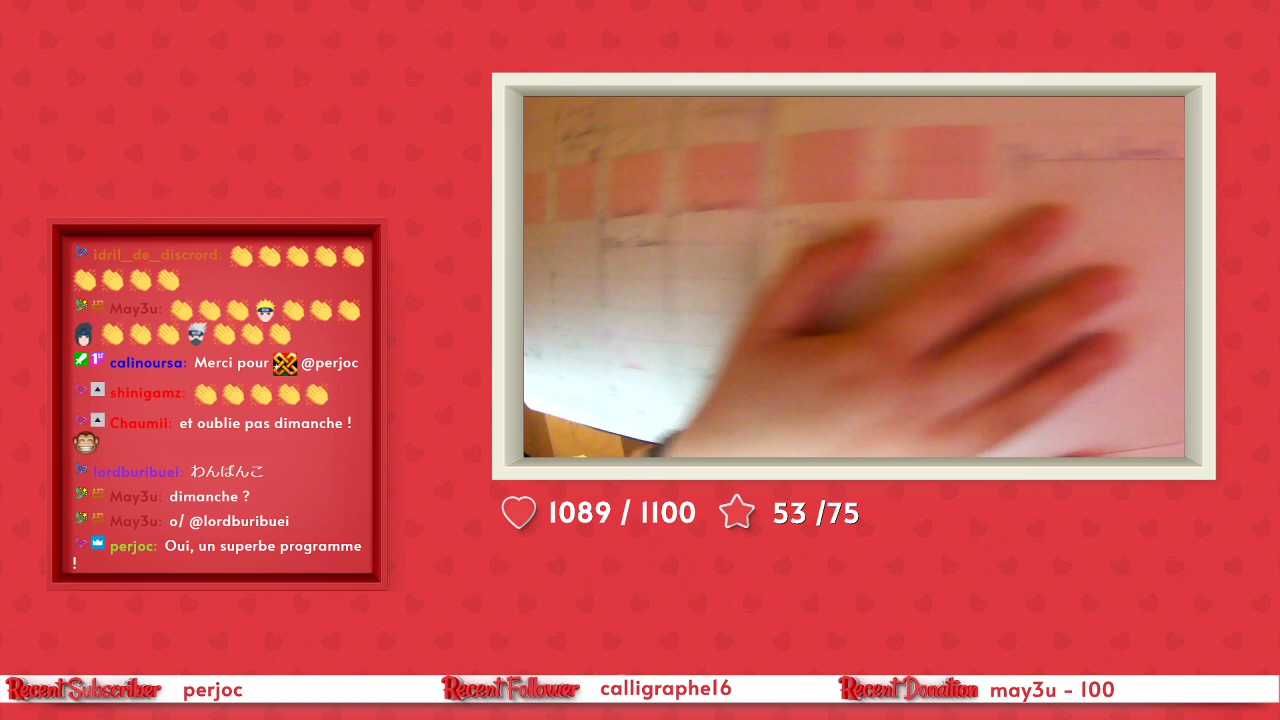 idril_de_discrord:
May3u:
1st calinoursa: Merci pour @perjoc
shinigamz:
Chaumii: et oublie pas dimanche !
lordburibuei: わんばんこ
May3u: dimanche ?
May3u: o/ @lordburibuei
perjoc: Oui, un superbe programme
!
1089 / 1100 53 /75
Recent Subscriber perjoc Recent Follower calligraphe16 Recent Donation may3u - 100